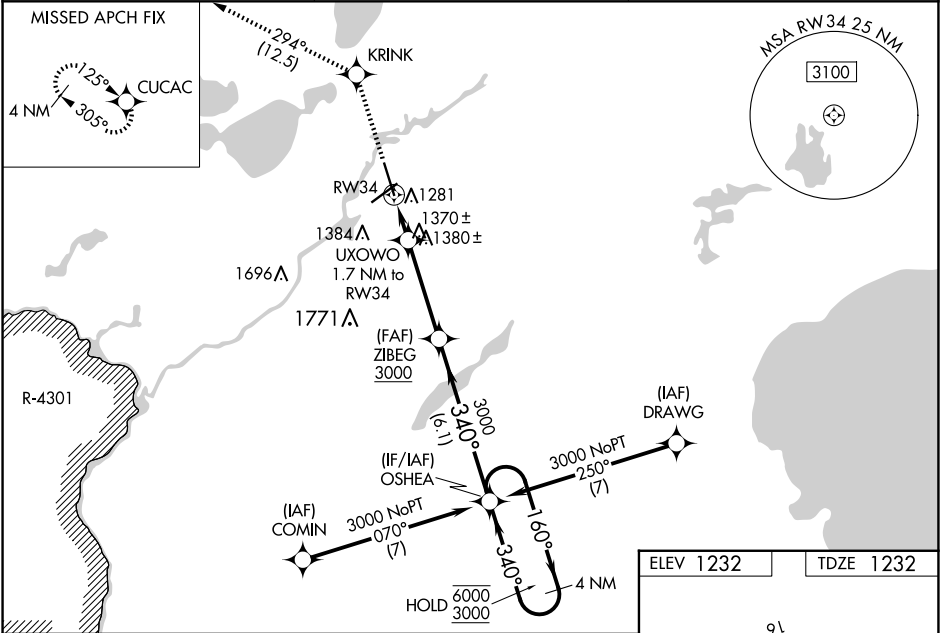 MISSED APCH FIX
125°
CUCAC
4 NM
305°
294°
(12.5)
KRINK
MSA RW34 25 NM
3100
RW34
1281
1370 ±
1384
1380 ±
UXOWO
1.7 NM to
RW34
1696
1771
(FAF)
ZIBEG
3000
R-4301
3000
340°
(6.1)
(IAF)
DRAWG
(IF/IAF)
OSHEA
3000 NoPT
250°
(7)
(IAF)
COMIN
3000 NoPT
070°
(7)
160°
340°
4 NM
HOLD
6000
3000
ELEV 1232
TDZE 1232
16